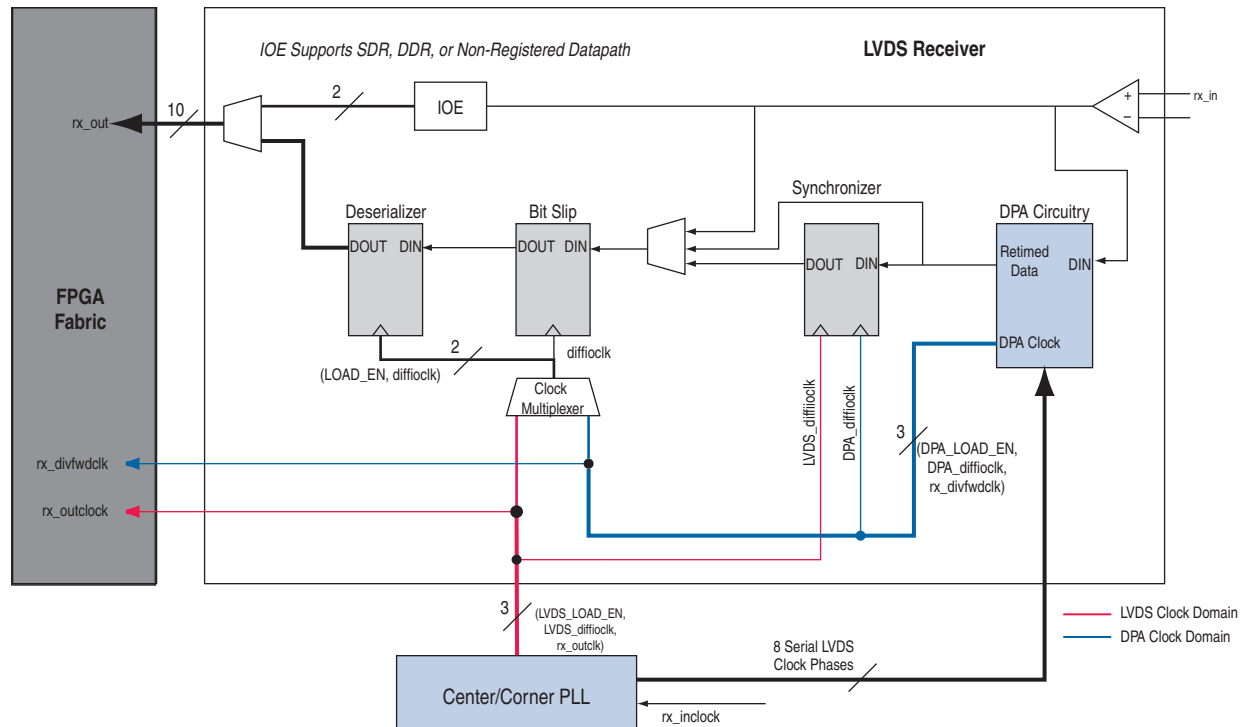 IOE Supports SDR, DDR, or Non-Registered Datapath
LVDS Receiver
2
IOE
+
–
rx_in
10
rx_out
Synchronizer
Deserializer
Bit Slip
DPA Circuitry
DOUT DIN
DOUT DIN
DOUT DIN
Retimed
Data
DIN
FPGA
Fabric
2
diffioclk
(LOAD_EN, diffioclk)
DPA Clock
Clock
Multiplexer
LVDS_diffiioclk
DPA_diffioclk
3
(DPA_LOAD_EN,
DPA_diffioclk,
rx_divfwdclk)
rx_divfwdclk
rx_outclock
3
(LVDS_LOAD_EN,
LVDS_diffioclk,
rx_outclk)
LVDS Clock Domain
DPA Clock Domain
8 Serial LVDS
Clock Phases
Center/Corner PLL
rx_inclock